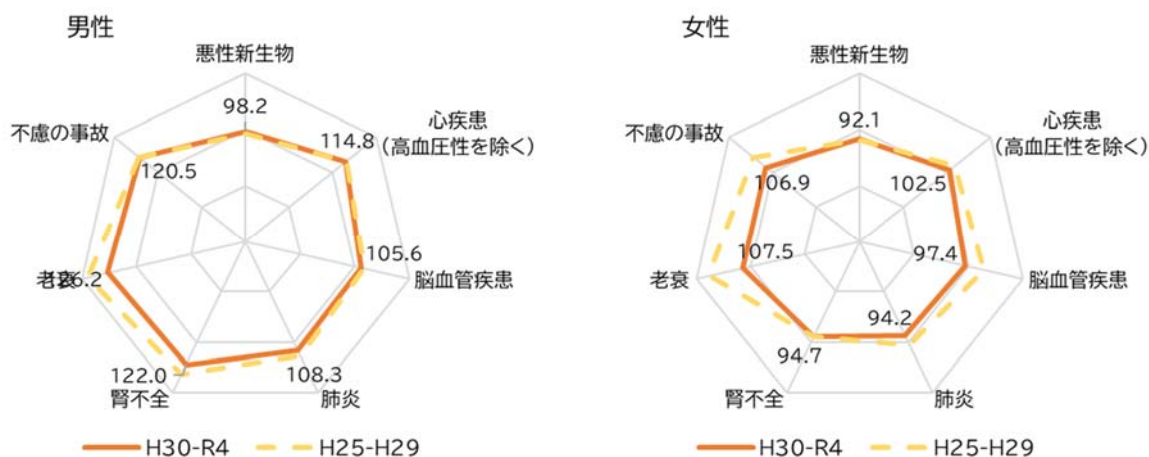 男性
悪性新生物
98.2
不慮の事故
114.8
心疾患
(高血圧性を除く)
120.5
105.6
老衰
126.2
脳血管疾患
122.0
108.3
腎不全
肺炎
H30-R4
H25-H29
女性
悪性新生物
92.1
不慮の事故
心疾患
(高血圧性を除く)
106.9
102.5
107.5
97.4
老衰
脳血管疾患
94.2
94.7
腎不全
肺炎
H30-R4
H25-H29